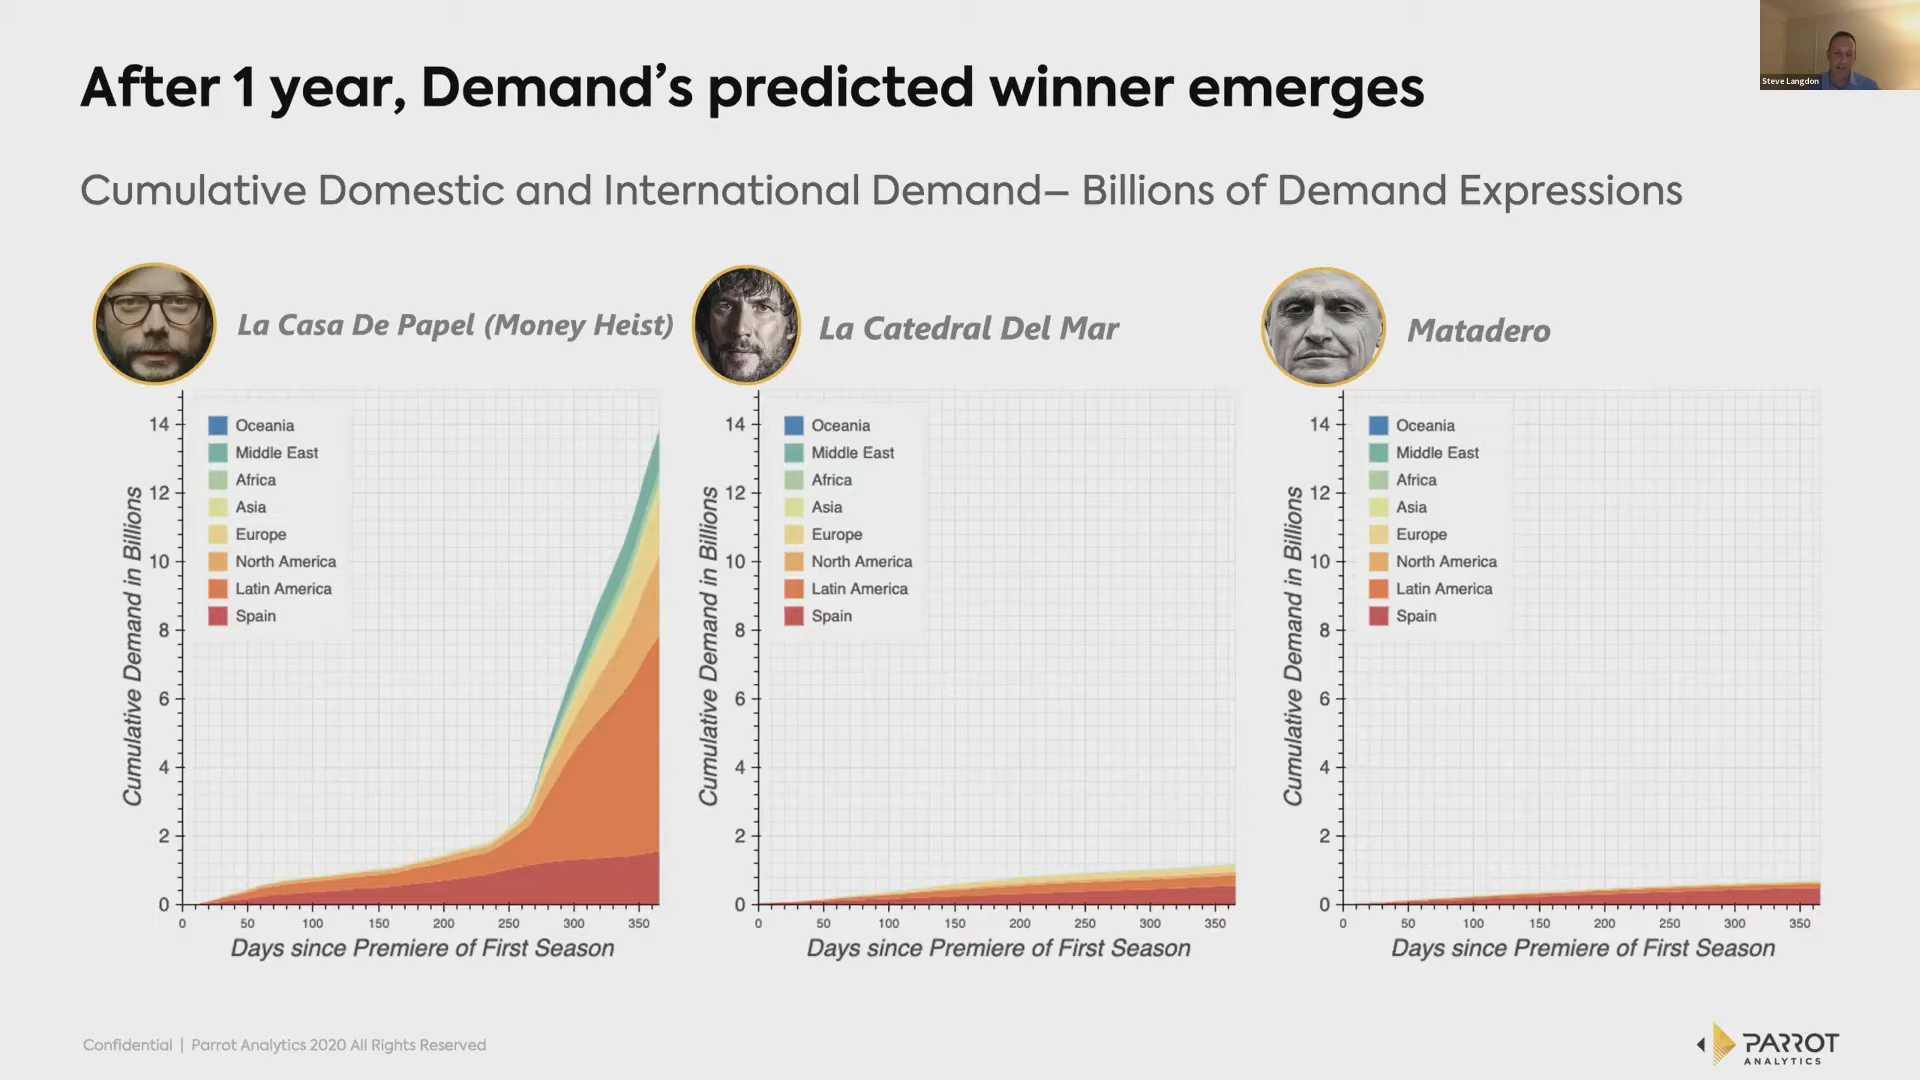 After 1 year, Demand's predicted winner emerges
Steve Langdon
Cumulative Domestic and International Demand– Billions of Demand Expressions
La Casa De Papel (Money Heist)
La Catedral Del Mar
Matadero
Cumulative Demand in Billions
14
12
10
8
6
4
2
0
Oceania
Middle East
Africa
Asia
Europe
North America
Latin America
Spain
0 50 100 150 200 250 300 350
Days since Premiere of First Season
Cumulative Demand in Billions
14
12
10
8
6
4
2
0
Oceania
Middle East
Africa
Asia
Europe
North America
Latin America
Spain
0 50 100 150 200 250 300 350
Days since Premiere of First Season
Cumulative Demand in Billions
14
12
10
8
6
4
2
0
Oceania
Middle East
Africa
Asia
Europe
North America
Latin America
Spain
0 50 100 150 200 250 300 350
Days since Premiere of First Season
Confidential | Parrot Analytics 2020 All Rights Reserved
PARROT
ANALYTICS